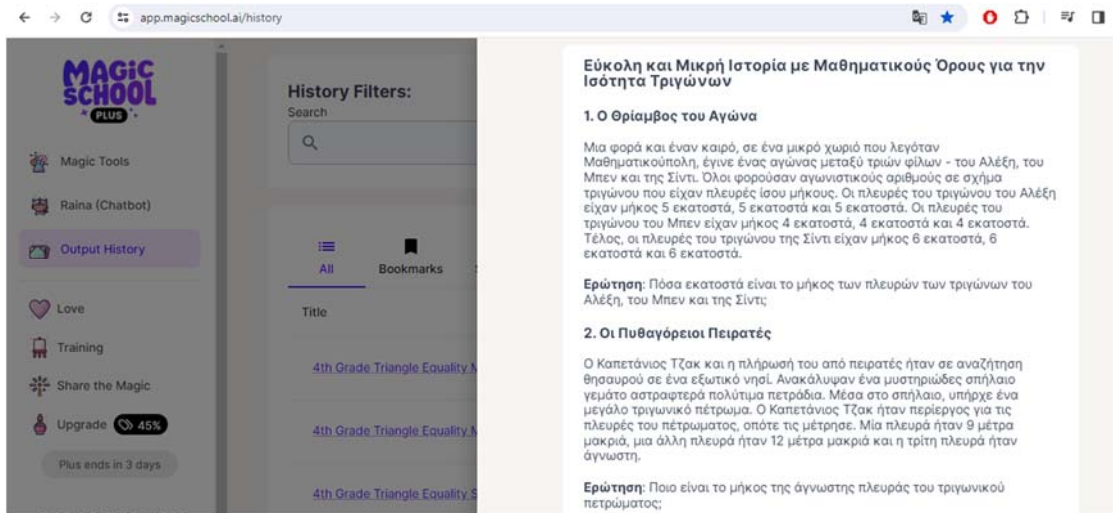 app.magicschool.ai/history
MAGIC
SCHOOL
PLUS
Magic Tools
Raina (Chatbot)
Output History
Love
Training
Share the Magic
Upgrade 45%
Plus ends in 3 days
History Filters:
Search
All Bookmarks
Title
4th Grade Triangle Equality M
4th Grade Triangle Equality M
4th Grade Triangle Equality S
Εύκολη και Μικρή Ιστορία με Μαθηματικούς Όρους για την
Ισότητα Τριγώνων
1. Ο Θρίαμβος του Αγώνα
Μια φορά και έναν καιρό, σε ένα μικρό χωριό που λεγόταν
Μαθηματικούπολη, έγινε ένας αγώνας μεταξύ τριών φίλων - του Αλέξη, του
Μπεν και της Σίντι. Όλοι φορούσαν αγωνιστικούς αριθμούς σε σχήμα
τριγώνου που είχαν πλευρές ίσου μήκους. Οι πλευρές του τριγώνου του Αλέξη
είχαν μήκος 5 εκατοστά, 5 εκατοστά και 5 εκατοστά. Οι πλευρές του
τριγώνου του Μπεν είχαν μήκος 4 εκατοστά, 4 εκατοστά και 4 εκατοστά.
Τέλος, οι πλευρές του τριγώνου της Σίντι είχαν μήκος 6 εκατοστά, 6
εκατοστά και 6 εκατοστά.
Ερώτηση: Πόσα εκατοστά είναι το μήκος των πλευρών των τριγώνων του
Αλέξη, του Μπεν και της Σίντι;
2. Οι Πυθαγόρειοι Πειρατές
Ο Καπετάνιος Τζακ και η πλήρωσή του από πειρατές ήταν σε αναζήτηση
θησαυρού σε ένα εξωτικό νησί. Ανακάλυψαν ένα μυστηριώδες σπήλαιο
γεμάτο αστραφτερά πολύτιμα πετράδια. Μέσα στο σπήλαιο, υπήρχε ένα
μεγάλο τριγωνικό πέτρωμα. Ο Καπετάνιος Τζακ ήταν περίεργος για τις
πλευρές του πέτρωματος, οπότε τις μέτρησε. Μία πλευρά ήταν 9 μέτρα
μακριά, μια άλλη πλευρά ήταν 12 μέτρα μακριά και η τρίτη πλευρά ήταν
άγνωστη.
Ερώτηση: Ποιο είναι το μήκος της άγνωστης πλευράς του τριγωνικού
πετρώματος;